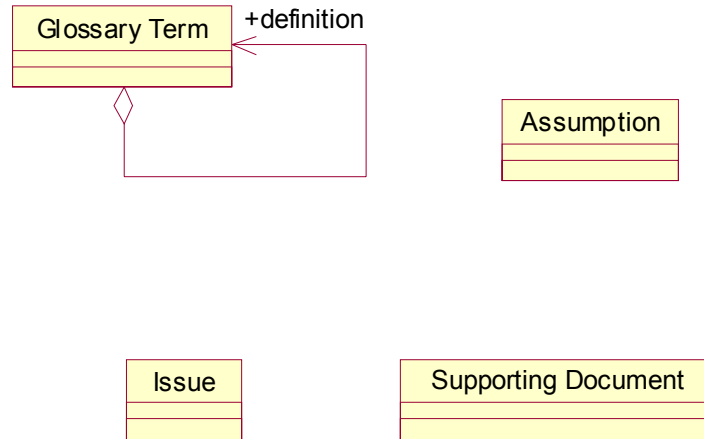 Glossary Term
+definition
Assumption
Issue
Supporting Document